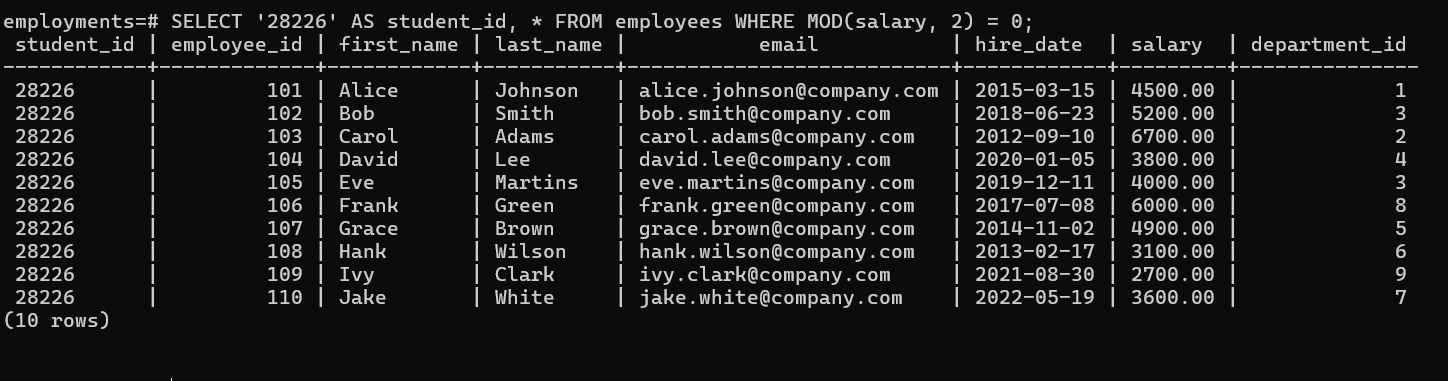 employments=# SELECT '28226' AS student_id, * FROM employees WHERE MOD(salary, 2) = 0;
 student_id | employee_id | first_name | last_name |           email           | hire_date  | salary  | department_id
------------+-------------+------------+-----------+---------------------------+------------+---------+---------------
 28226      |         101 | Alice      | Johnson   | alice.johnson@company.com | 2015-03-15 | 4500.00 |             1
 28226      |         102 | Bob        | Smith     | bob.smith@company.com     | 2018-06-23 | 5200.00 |             3
 28226      |         103 | Carol      | Adams     | carol.adams@company.com   | 2012-09-10 | 6700.00 |             2
 28226      |         104 | David      | Lee       | david.lee@company.com     | 2020-01-05 | 3800.00 |             4
 28226      |         105 | Eve        | Martins   | eve.martins@company.com   | 2019-12-11 | 4000.00 |             3
 28226      |         106 | Frank      | Green     | frank.green@company.com   | 2017-07-08 | 6000.00 |             8
 28226      |         107 | Grace      | Brown     | grace.brown@company.com   | 2014-11-02 | 4900.00 |             5
 28226      |         108 | Hank       | Wilson    | hank.wilson@company.com   | 2013-02-17 | 3100.00 |             6
 28226      |         109 | Ivy        | Clark     | ivy.clark@company.com     | 2021-08-30 | 2700.00 |             9
 28226      |         110 | Jake       | White     | jake.white@company.com    | 2022-05-19 | 3600.00 |             7
(10 rows)